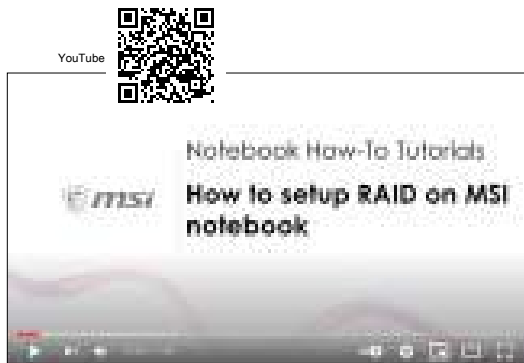 YouTube
Notebook How-To Tutorials
msi
How to setup RAID on MSI
notebook